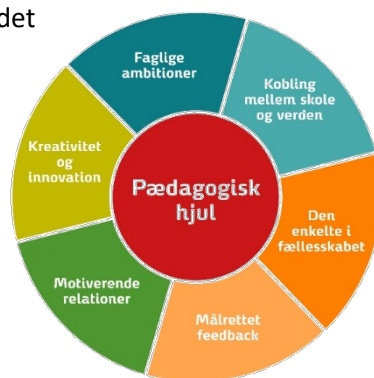 det
Faglige
ambitioner
Kobling
mellem skole
og verden
Kreativitet
og
innovation
Pædagogisk
hjul
Den
enkelte i
fællesskabet
Motiverende
relationer
Målrettet
feedback